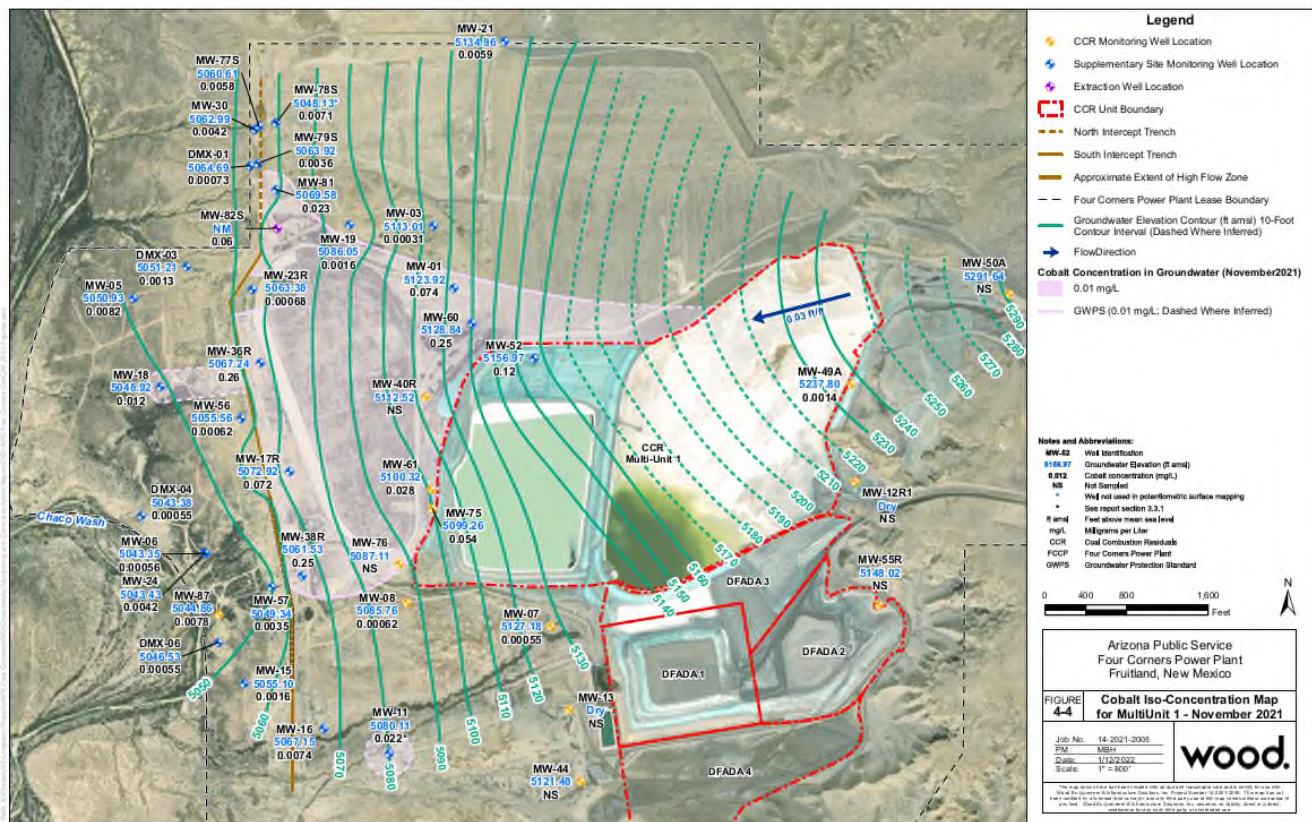 MW-21
5134.96
0.0059
MW-77S
5060.61
0.0058
MW-78S
5048.13*
0.0071
MW-30
5062.99
0.0042
MW-79S
5063.92
0.0036
DMX-01
5064.69
0.00073
MW-81
5069.58
0.023
MW-82S
NM
0.06
MW-19
5086.05
0.0016
MW-03
5113.01
0.00031
DMX-03
5051.21
0.0013
MW-05
5050.93
0.0082
MW-23R
5063.38
0.00068
MW-01
5123.92
0.074
MW-60
5128.84
0.25
MW-52
5156.97
0.12
MW-50A
5291.64
NS
0.03 ft/ft
MW-36R
5067.24
0.26
MW-18
5048.92
0.012
MW-40R
5112.52
NS
MW-49A
5237.80
0.0014
MW-56
5055.56
0.00062
MW-17R
5072.92
0.072
MW-61
5100.32
0.028
MW-75
5099.26
0.054
CCR
Multi-Unit 1
MW-12R1
Dry
NS
DMX-04
5043.38
0.00055
Chaco Wash
MW-06
5043.35
0.00056
MW-24
5043.43
0.0042
MW-87
5044.86
0.0078
DMX-06
5046.53
0.00055
MW-38R
5061.53
0.25
MW-76
5087.11
NS
MW-57
5049.34
0.0035
MW-08
5085.76
0.00062
MW-07
5127.18
0.00055
MW-55R
5148.02
NS
DFADA 3
DFADA 2
DFADA 1
DFADA 4
MW-15
5055.10
0.0016
MW-16
5067.15
0.0074
MW-11
5080.11
0.022*
MW-13
Dry
NS
MW-44
5121.48
NS
5050
5060
5070
5080
5090
5100
5110
5120
5130
5140
5150
5160
5170
5180
5190
5200
5210
5220
5230
5240
5250
5260
5270
5280
5290
Legend
CCR Monitoring Well Location
Supplementary Site Monitoring Well Location
Extraction Well Location
CCR Unit Boundary
North Intercept Trench
South Intercept Trench
Approximate Extent of High Flow Zone
Four Corners Power Plant Lease Boundary
Groundwater Elevation Contour (ft amsl) 10-Foot
Contour Interval (Dashed Where Inferred)
FlowDirection
Cobalt Concentration in Groundwater (November2021)
0.01 mg/L
GWPS (0.01 mg/L; Dashed Where Inferred)
Notes and Abbreviations:
MW-52 Well Identification
5156.97 Groundwater Elevation (ft amsl)
0.012 Cobalt concentration (mg/L)
NS Not Sampled
* Well not used in potentiometric surface mapping
* See report section 3.3.1
ft amsl Feet above mean sea level
mg/L Milligrams per Liter
CCR Coal Combustion Residuals
FCCP Four Corners Power Plant
GWPS Groundwater Protection Standard
N
0 400 800 1,600
Feet
Arizona Public Service
Four Corners Power Plant
Fruitland, New Mexico
FIGURE
4-4
Cobalt Iso-Concentration Map
for MultiUnit 1 - November 2021
Job No. 14-2021-2005
PM: MBH
Date: 1/12/2022
Scale: 1" = 800'
wood.